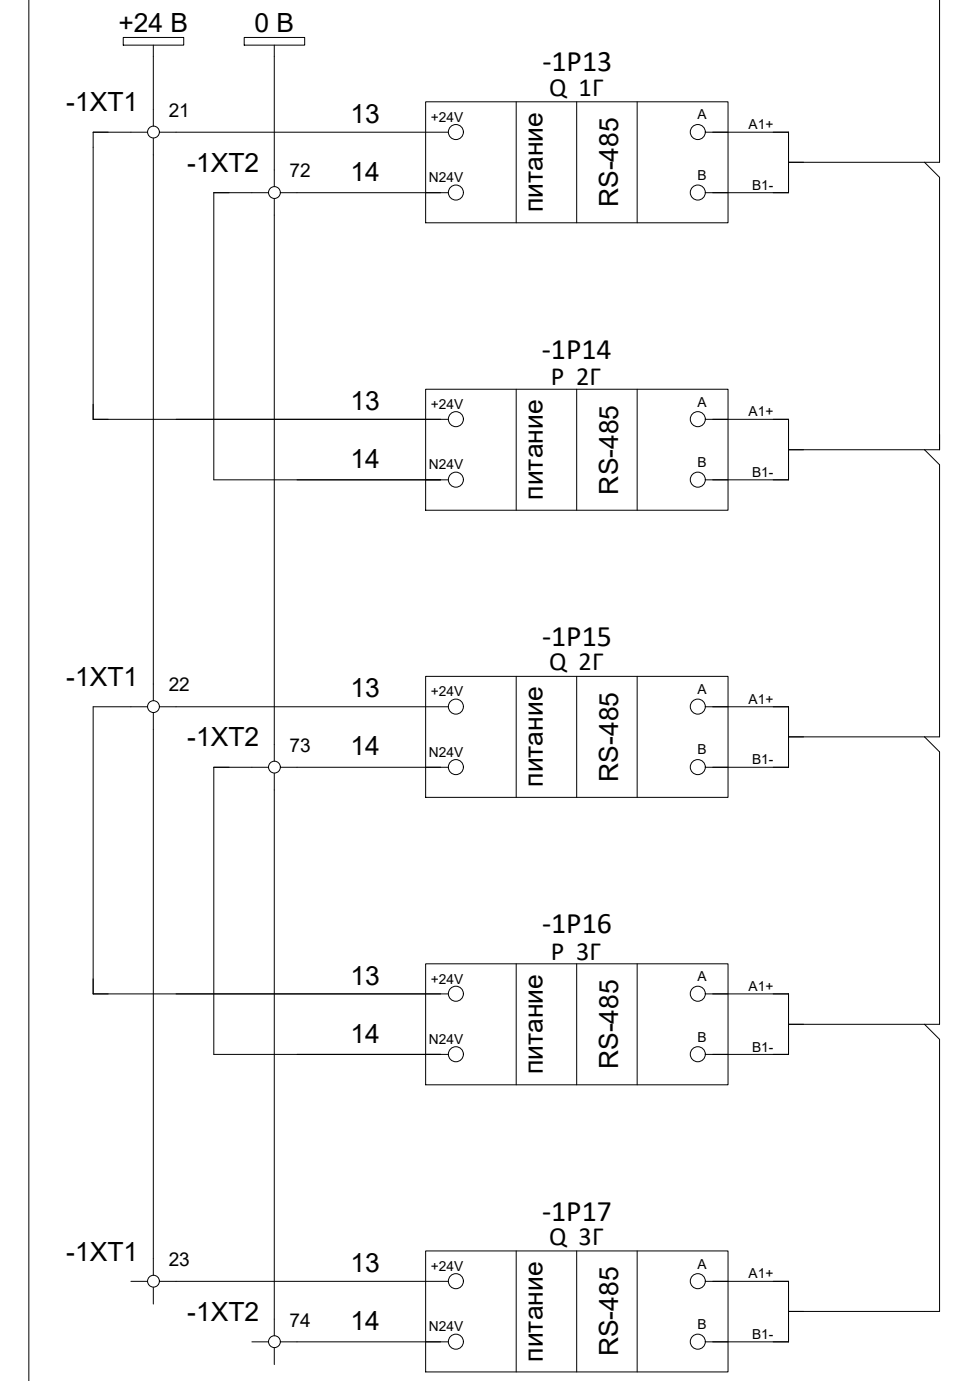 +24 В 0 В
-1P13
Q 1Г
-1XT1 21 13 +24V питание RS-485 A A1+
-1XT2 72 14 N24V B B1-
-1P14
P 2Г
13 +24V питание RS-485 A A1+
14 N24V B B1-
-1P15
Q 2Г
-1XT1 22 13 +24V питание RS-485 A A1+
-1XT2 73 14 N24V B B1-
-1P16
P 3Г
13 +24V питание RS-485 A A1+
14 N24V B B1-
-1P17
Q 3Г
-1XT1 23 13 +24V питание RS-485 A A1+
-1XT2 74 14 N24V B B1-